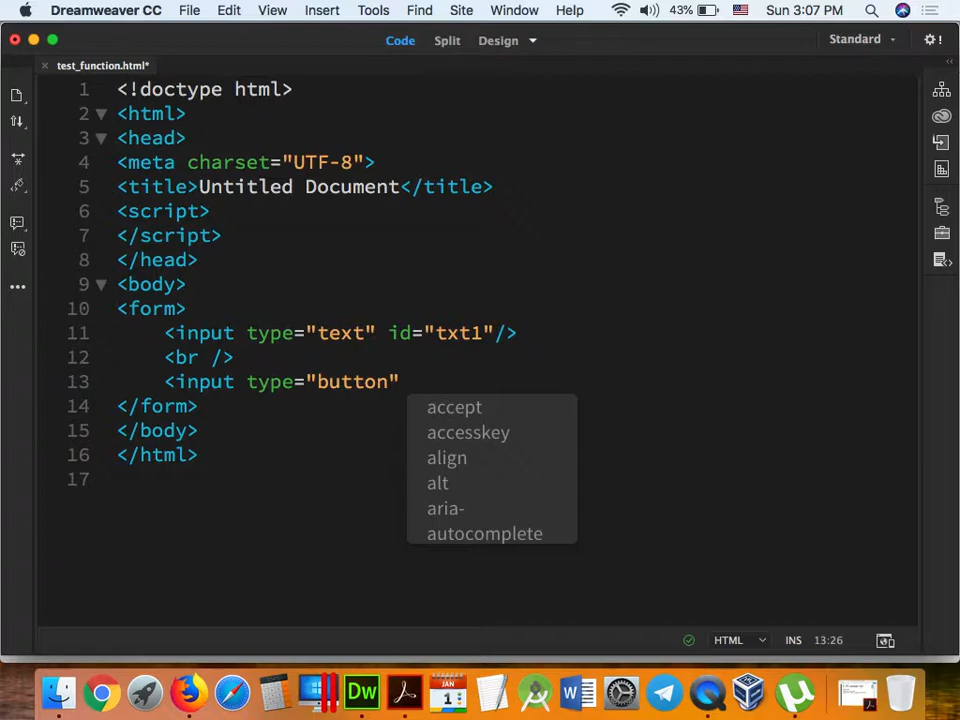 Dreamweaver CC File Edit View Insert Tools Find Site Window Help 43% Sun 3:07 PM
Code Split Design Standard
test_function.html*
1 <!doctype html>
2 <html>
3 <head>
4 <meta charset="UTF-8">
5 <title>Untitled Document</title>
6 <script>
7 </script>
8 </head>
9 <body>
10 <form>
11 <input type="text" id="txt1"/>
12 <br />
13 <input type="button"
14 </form>
15 </body>
16 </html>
17
accept
accesskey
align
alt
aria-
autocomplete
HTML INS 13:26
Dw JAN 1 W